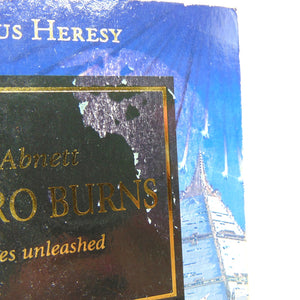 US HERESY
Abnett
RO BURNS
es unleashed